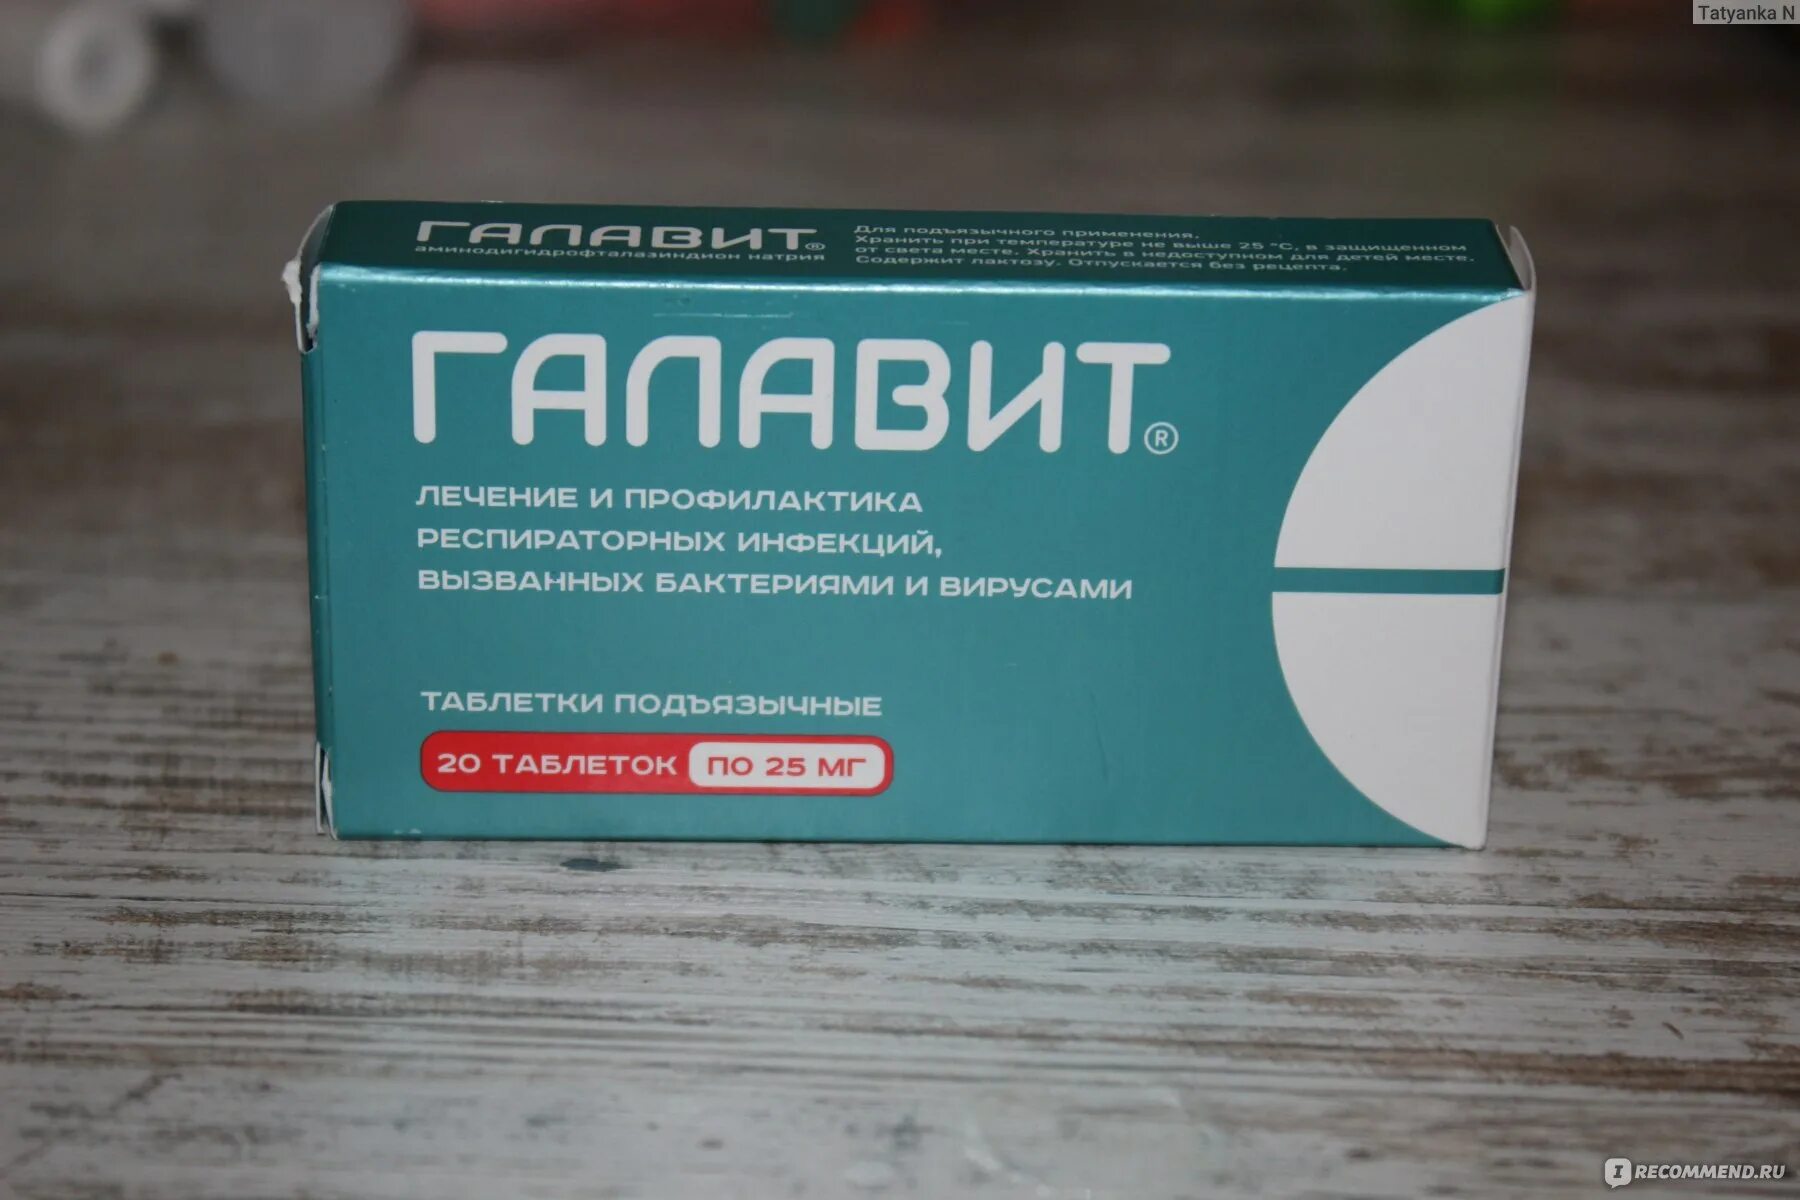 Tatyanka N
ГАЛАВИТ®
аминодигидрофталазиндион натрия
Для подъязычного применения.
Хранить при температуре не выше 25 °С, в защищенном
от света месте. Хранить в недоступном для детей месте.
Содержит лактозу. Отпускается без рецепта.
ГАЛАВИТ®
ЛЕЧЕНИЕ И ПРОФИЛАКТИКА
РЕСПИРАТОРНЫХ ИНФЕКЦИЙ,
ВЫЗВАННЫХ БАКТЕРИЯМИ И ВИРУСАМИ
ТАБЛЕТКИ ПОДЪЯЗЫЧНЫЕ
20 ТАБЛЕТОК ПО 25 МГ
IRECOMMEND.RU